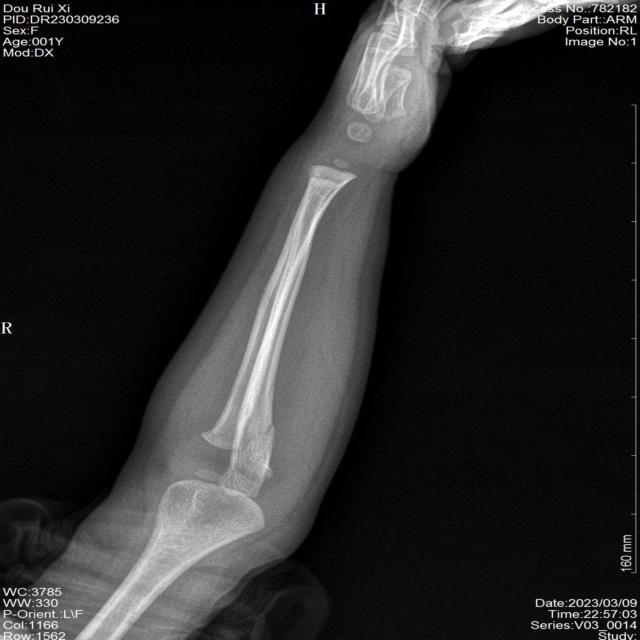 Dou Rui Xi
PID:DR230309236
Sex:F
Age:001Y
Mod:DX
H
No.:782182
Body Part.:ARM
Position:RL
Image No:1
R
160 mm
WC:3785
WW:330
P-Orient.:L\F
Col:1166
Row:1562
Date:2023/03/09
Time:22:57:03
Series:V03_0014